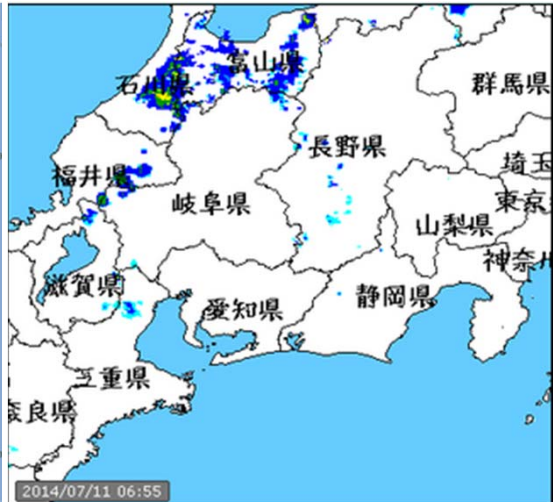 富山県
石川県
群馬県
長野県
埼玉
福井県
岐阜県
東京
山梨県
神奈川
滋賀県
愛知県
静岡県
三重県
奈良県
2014/07/11 06:55